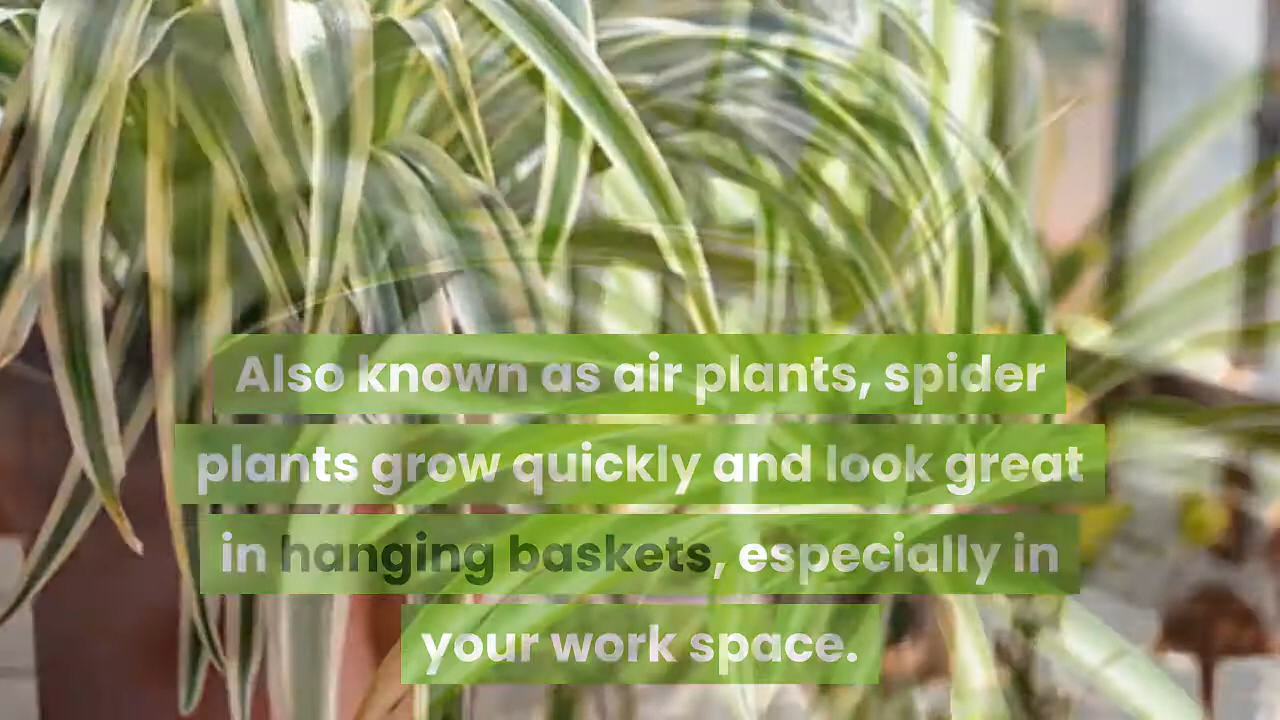 Also known as air plants, spider
plants grow quickly and look great
in hanging baskets, especially in
your work space.